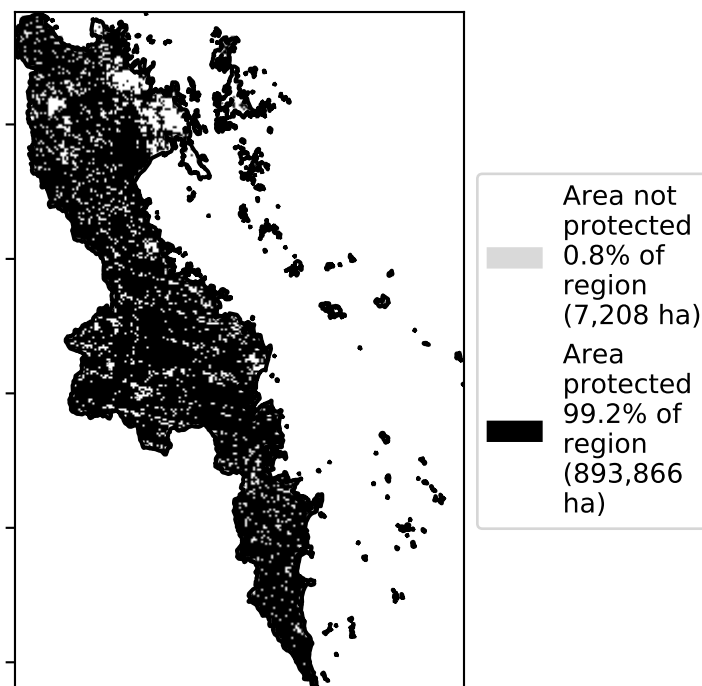 Area not
protected
0.8% of
region
(7,208 ha)
Area
protected
99.2% of
region
(893,866
ha)